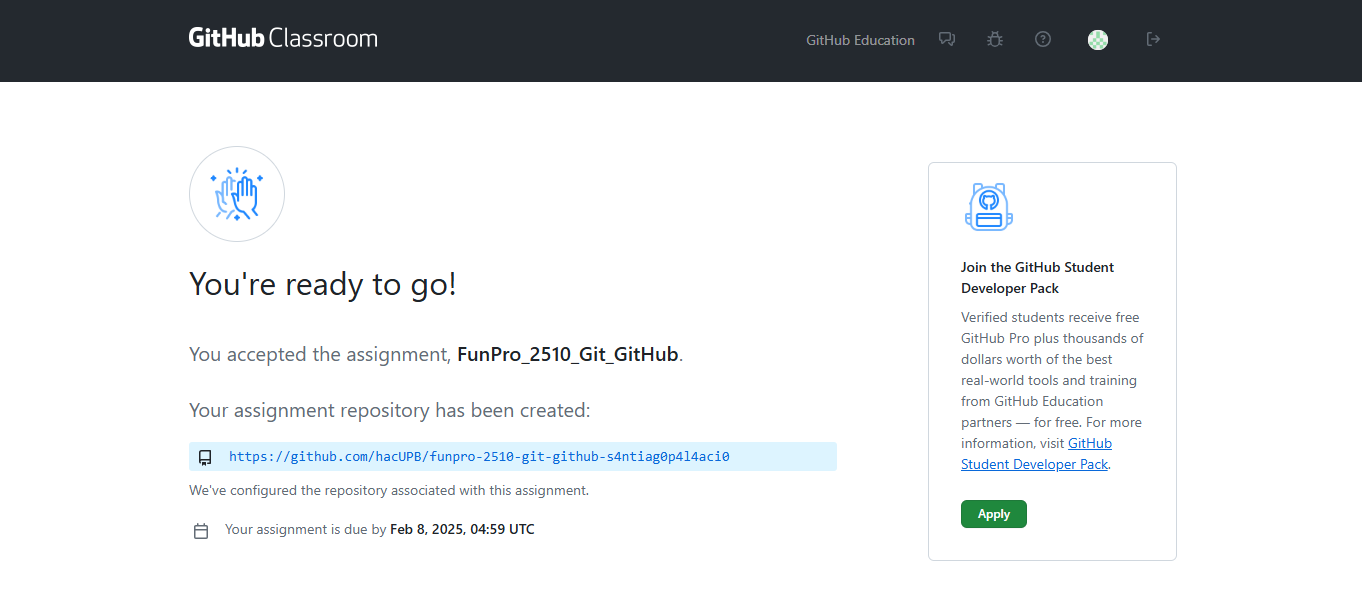 GitHub Classroom
GitHub Education
You're ready to go!
You accepted the assignment, FunPro_2510_Git_GitHub.
Your assignment repository has been created:
https://github.com/hacUPB/funpro-2510-git-github-s4ntiag0p4l4aci0
We've configured the repository associated with this assignment.
Your assignment is due by Feb 8, 2025, 04:59 UTC
Join the GitHub Student
Developer Pack
Verified students receive free
GitHub Pro plus thousands of
dollars worth of the best
real-world tools and training
from GitHub Education
partners — for free. For more
information, visit GitHub
Student Developer Pack.
Apply